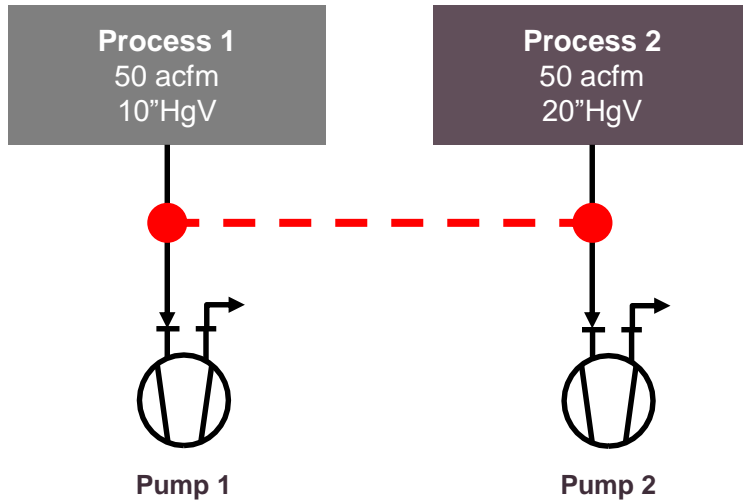 Process 1
50 acfm
10”HgV
Process 2
50 acfm
20”HgV
Pump 1
Pump 2